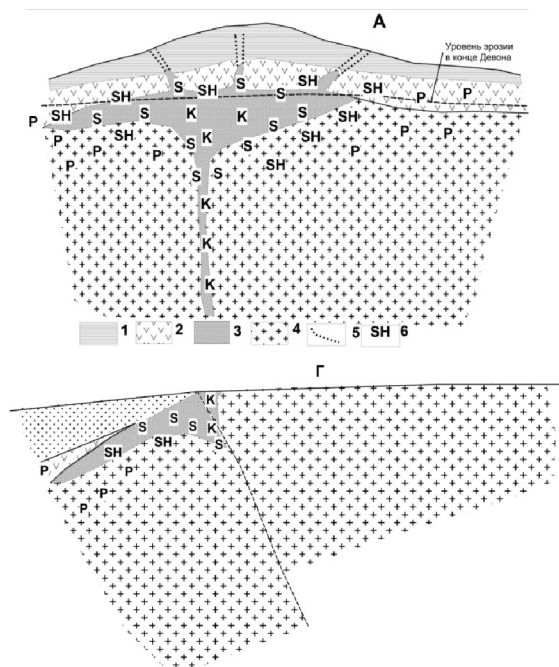 А
Уровень эрозии
в конце Девона
S SH S SH
SH S P P
P SH S S K K S SH
P SH K S SH P P P
P P S S P
SH
S S
K
K
K
1 2 3 4 5 SH 6
Г
K
S
S S K
SH S
SH
P P
P
P